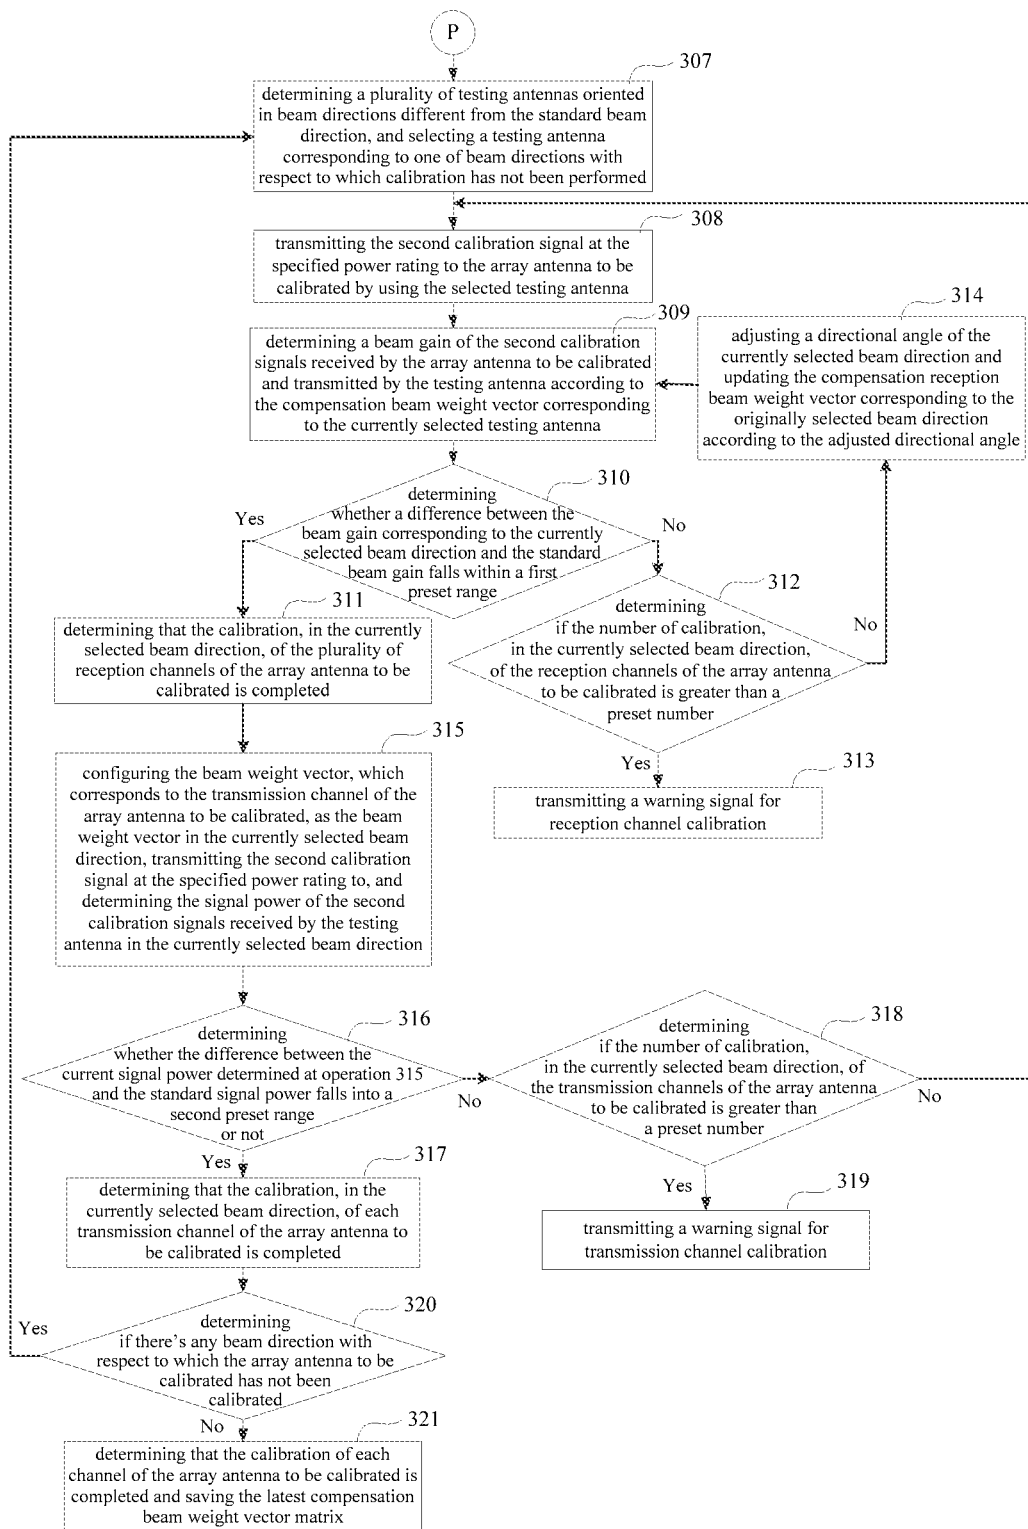 P
307
determining a plurality of testing antennas oriented
in beam directions different from the standard beam
direction, and selecting a testing antenna
corresponding to one of beam directions with
respect to which calibration has not been performed
308
transmitting the second calibration signal at the
specified power rating to the array antenna to be
calibrated by using the selected testing antenna
309
determining a beam gain of the second calibration
signals received by the array antenna to be calibrated
and transmitted by the testing antenna according to
the compensation beam weight vector corresponding
to the currently selected testing antenna
314
adjusting a directional angle of the
currently selected beam direction and
updating the compensation reception
beam weight vector corresponding to the
originally selected beam direction
according to the adjusted directional angle
310
determining
whether a difference between the
beam gain corresponding to the currently
selected beam direction and the standard
beam gain falls within a first
preset range
Yes
No
311
determining that the calibration, in the currently
selected beam direction, of the plurality of
reception channels of the array antenna to be
calibrated is completed
312
determining
if the number of calibration,
in the currently selected beam direction,
of the reception channels of the array antenna
to be calibrated is greater than a
preset number
No
Yes
313
transmitting a warning signal for
reception channel calibration
315
configuring the beam weight vector, which
corresponds to the transmission channel of the
array antenna to be calibrated, as the beam
weight vector in the currently selected beam
direction, transmitting the second calibration
signal at the specified power rating to, and
determining the signal power of the second
calibration signals received by the testing
antenna in the currently selected beam direction
316
determining
whether the difference between the
current signal power determined at operation 315
and the standard signal power falls into a
second preset range
or not
No
Yes
318
determining
if the number of calibration,
in the currently selected beam direction, of
of the transmission channels of the array antenna
to be calibrated is greater than
a preset number
No
Yes
319
transmitting a warning signal for
transmission channel calibration
317
determining that the calibration, in the
currently selected beam direction, of each
transmission channel of the array antenna to
be calibrated is completed
320
determining
if there's any beam direction with
respect to which the array antenna to be
calibrated has not been
calibrated
Yes
No
321
determining that the calibration of each
channel of the array antenna to be calibrated is
completed and saving the latest compensation
beam weight vector matrix